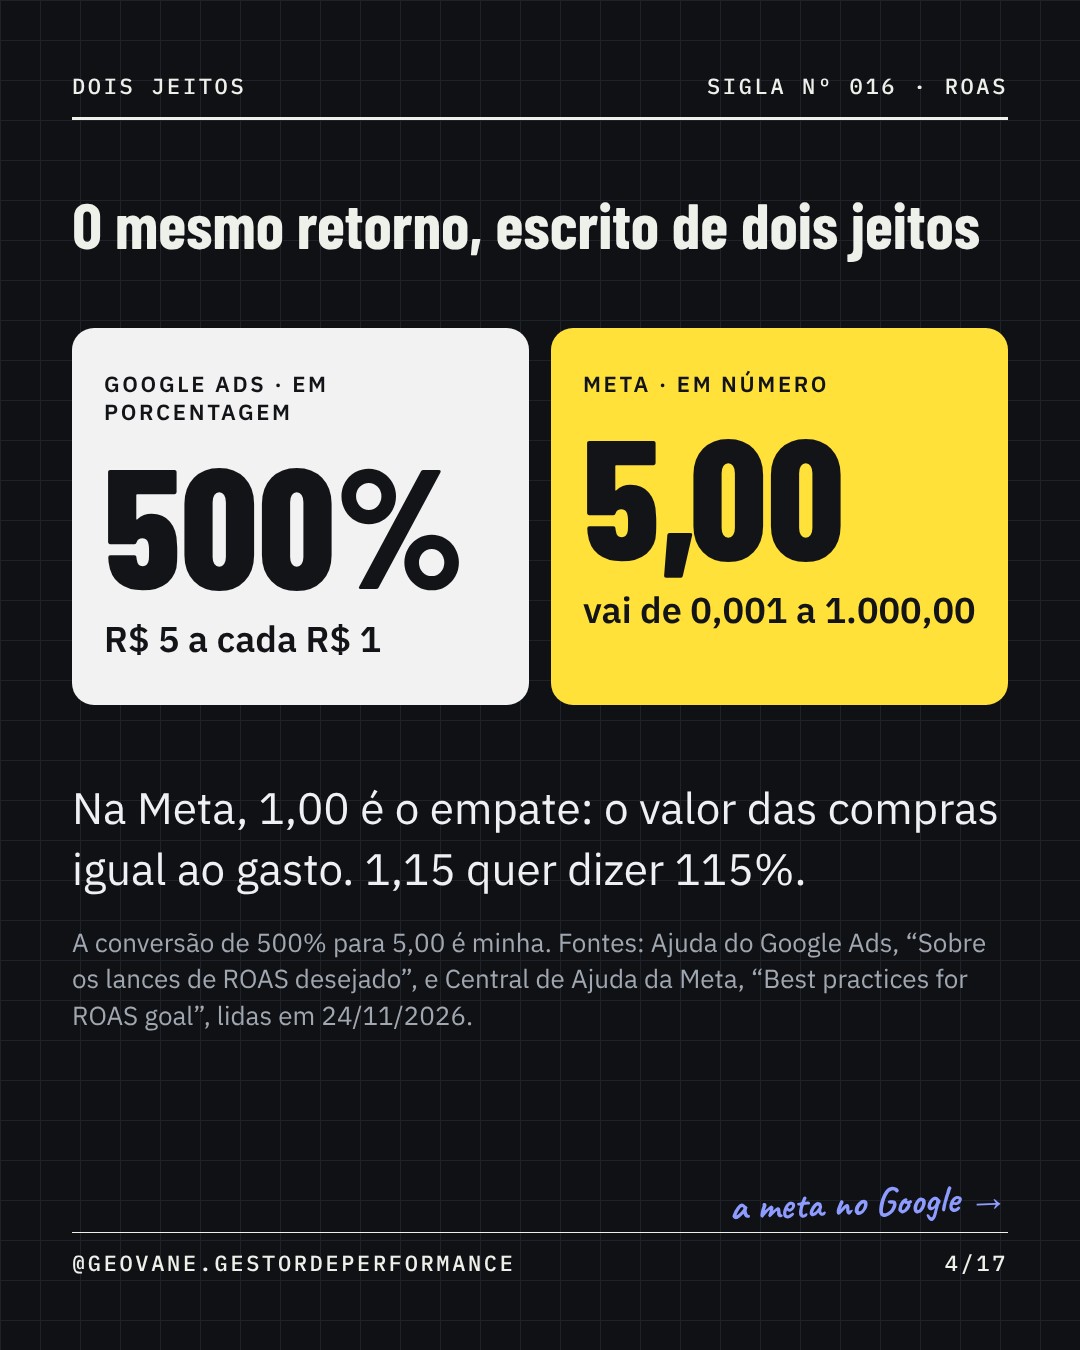 DOIS JEITOS
SIGLA Nº 016 · ROAS
O mesmo retorno, escrito de dois jeitos
GOOGLE ADS · EM
PORCENTAGEM
500%
R$ 5 a cada R$ 1
META · EM NÚMERO
5,00
vai de 0,001 a 1.000,00
Na Meta, 1,00 é o empate: o valor das compras
igual ao gasto. 1,15 quer dizer 115%.
A conversão de 500% para 5,00 é minha. Fontes: Ajuda do Google Ads, “Sobre
os lances de ROAS desejado”, e Central de Ajuda da Meta, “Best practices for
ROAS goal”, lidas em 24/11/2026.
a meta no Google →
@GEOVANE.GESTORDEPERFORMANCE
4/17